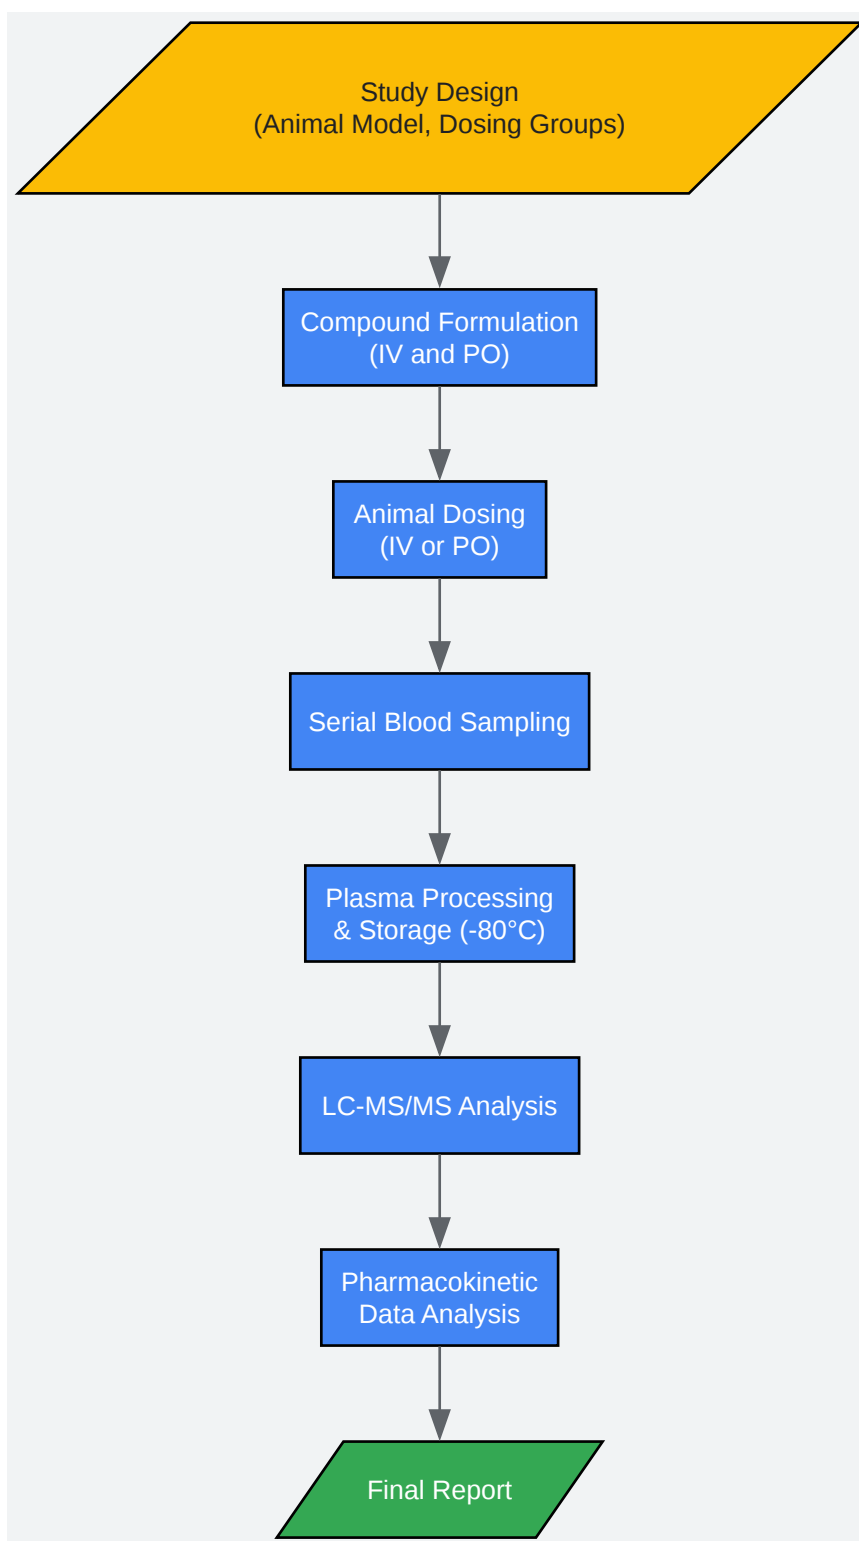 Study Design
(Animal Model, Dosing Groups)
Compound Formulation
(IV and PO)
Animal Dosing
(IV or PO)
Serial Blood Sampling
Plasma Processing
& Storage (-80°C)
LC-MS/MS Analysis
Pharmacokinetic
Data Analysis
Final Report